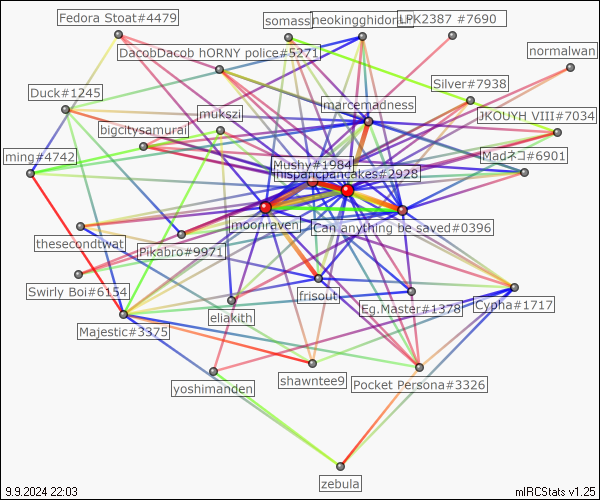 Fedora Stoat#4479
somass
neokingghidora
LPK2387 #7690
DacobDacob hORNY police#5271
normalwan
Silver#7938
Duck#1245
mukszi
marcemadness
JKOUYH VIII#7034
bigcitysamurai
ming#4742
Mushy#1984
Madネコ#6901
hispanicpancakes#2928
moonraven
Can anything be saved#0396
thesecondtwat
Pikabro#9971
Swirly Boi#6154
frisout
Eg.Master#1378
Cypha#1717
eliakith
Majestic#3375
yoshimanden
shawntee9
Pocket Persona#3326
zebula
9.9.2024 22:03
mIRCStats v1.25